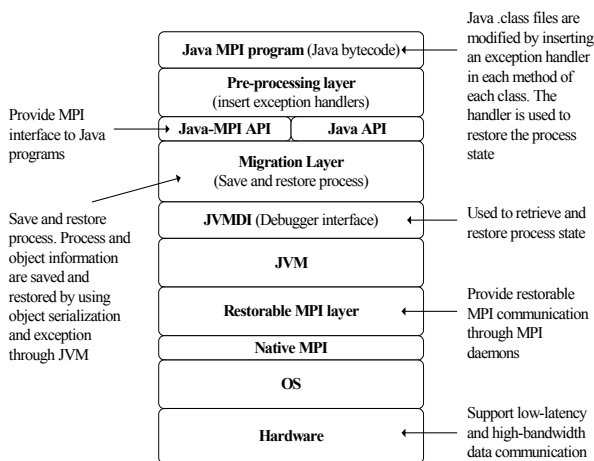 Java MPI program (Java bytecode)
Pre-processing layer
(insert exception handlers)
Java-MPI API
Java API
Migration Layer
(Save and restore process)
JVMDI (Debugger interface)
JVM
Restorable MPI layer
Native MPI
OS
Hardware
Provide MPI
interface to Java
programs
Save and restore
process. Process and
object information
are saved and
restored by using
object serialization
and exception
through JVM
Java .class files are
modified by inserting
an exception handler
in each method of
each class. The
handler is used to
restore the process
state
Used to retrieve and
restore process state
Provide restorable
MPI communication
through MPI
daemons
Support low-latency
and high-bandwidth
data communication